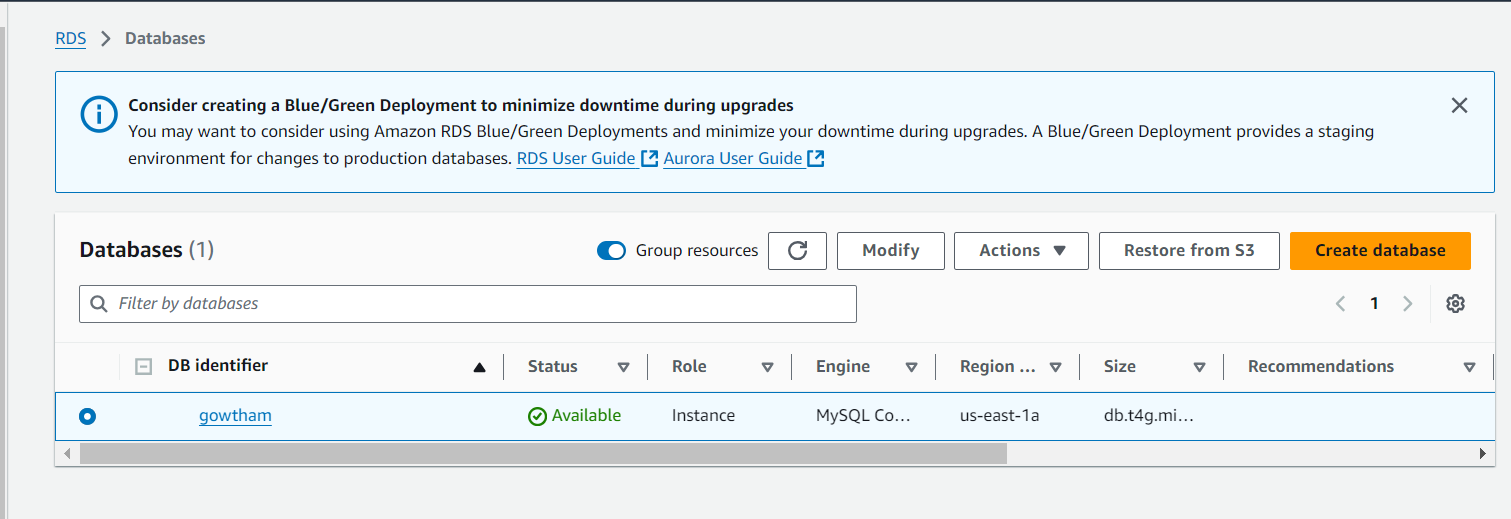 RDS > Databases
Consider creating a Blue/Green Deployment to minimize downtime during upgrades
You may want to consider using Amazon RDS Blue/Green Deployments and minimize your downtime during upgrades. A Blue/Green Deployment provides a staging
environment for changes to production databases. RDS User Guide Aurora User Guide
Databases (1) Group resources Modify Actions Restore from S3 Create database
Filter by databases 1
DB identifier Status Role Engine Region ... Size Recommendations
gowtham Available Instance MySQL Co... us-east-1a db.t4g.mi...